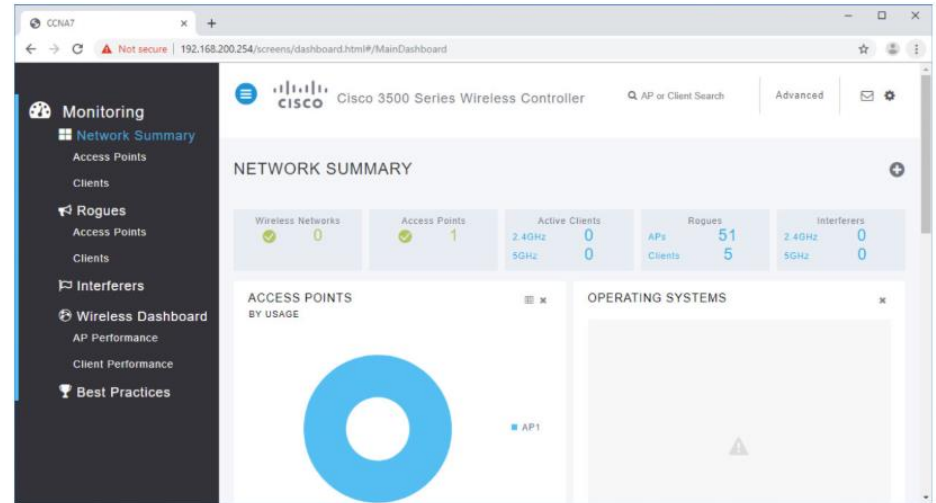 CCNA7
Not secure | 192.168.200.254/screens/dashboard.html#/MainDashboard
Monitoring
Network Summary
Access Points
Clients
Rogues
Access Points
Clients
Interferers
Wireless Dashboard
AP Performance
Client Performance
Best Practices
CISCO Cisco 3500 Series Wireless Controller AP or Client Search Advanced
NETWORK SUMMARY
Wireless Networks
0
Access Points
1
Active Clients
2.4GHz 0
5GHz 0
Rogues
APs 51
Clients 5
Interferers
2.4GHz 0
5GHz 0
ACCESS POINTS
BY USAGE
AP1
OPERATING SYSTEMS